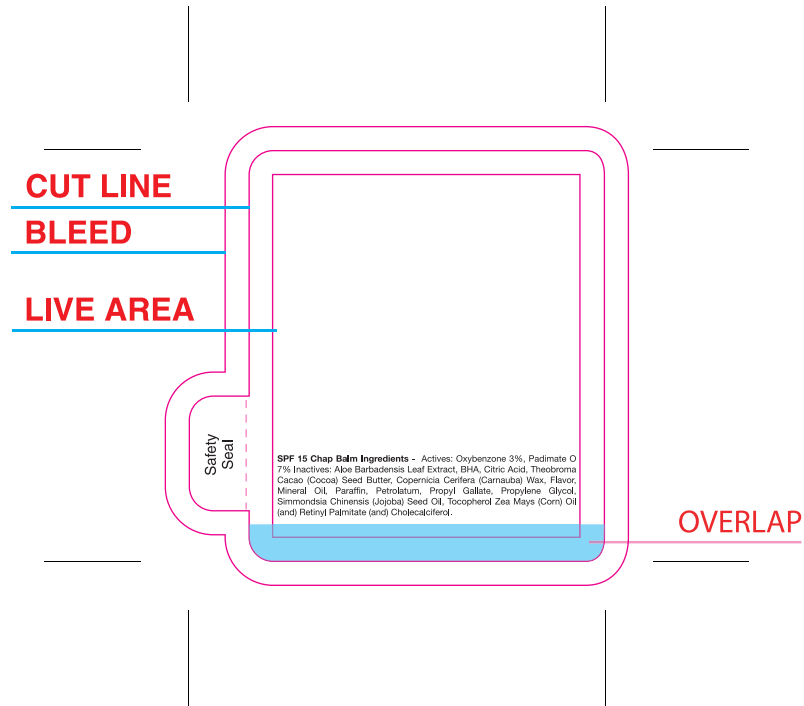 CUT LINE
BLEED
LIVE AREA
Safety
Seal
SPF 15 Chap Balm Ingredients - Actives: Oxybenzone 3%, Padimate O
7% Inactives: Aloe Barbadensis Leaf Extract, BHA, Citric Acid, Theobroma
Cacao (Cocoa) Seed Butter, Copernicia Cerifera (Carnauba) Wax, Flavor,
Mineral Oil, Paraffin, Petrolatum, Propyl Gallate, Propylene Glycol,
Simmondsia Chinensis (Jojoba) Seed Oil, Tocopherol Zea Mays (Corn) Oil
(and) Retinyl Palmitate (and) Cholecalciferol.
OVERLAP